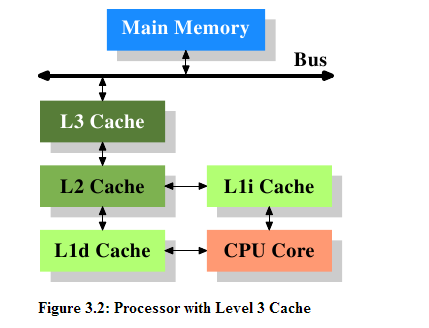 Main Memory
Bus
L3 Cache
L2 Cache
L1i Cache
L1d Cache
CPU Core
Figure 3.2: Processor with Level 3 Cache